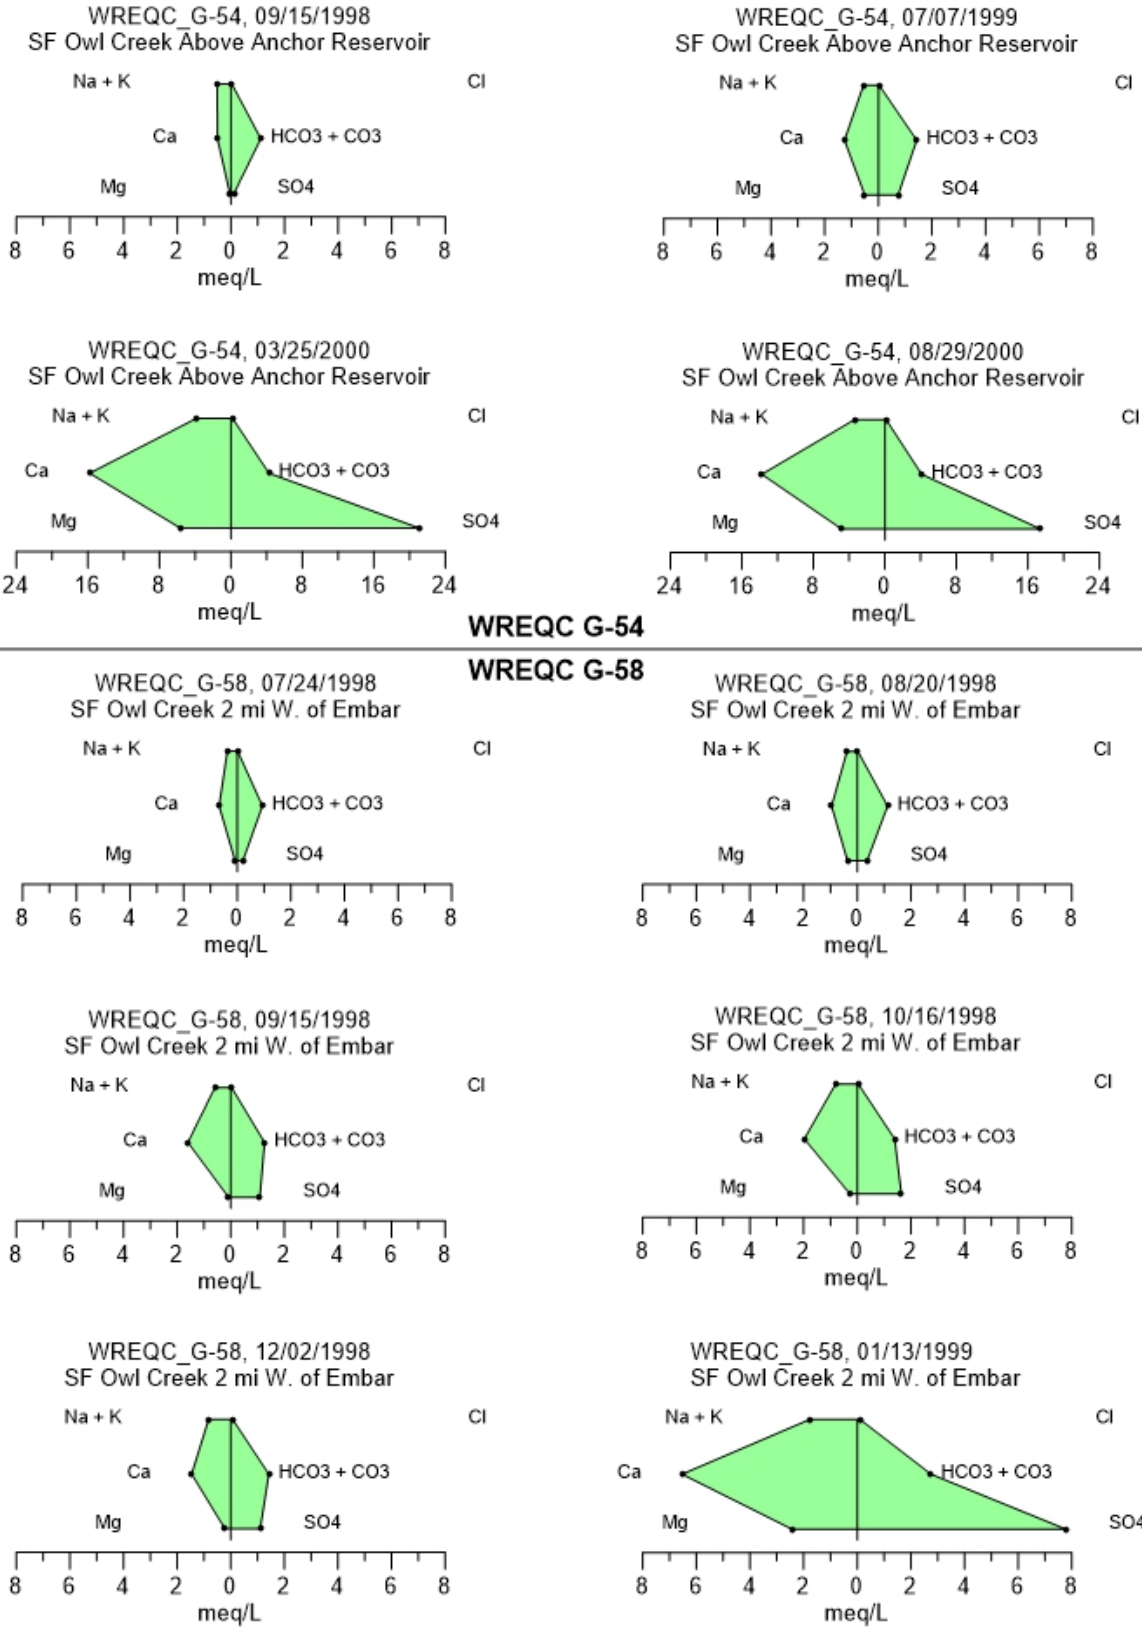 WREQC_G-54, 09/15/1998
SF Owl Creek Above Anchor Reservoir
Na + K
Cl
Ca
HCO3 + CO3
Mg
SO4
8 6 4 2 0 2 4 6 8
meq/L
WREQC_G-54, 07/07/1999
SF Owl Creek Above Anchor Reservoir
Na + K
Cl
Ca
HCO3 + CO3
Mg
SO4
8 6 4 2 0 2 4 6 8
meq/L
WREQC_G-54, 03/25/2000
SF Owl Creek Above Anchor Reservoir
Na + K
Cl
Ca
HCO3 + CO3
Mg
SO4
24 16 8 0 8 16 24
meq/L
WREQC_G-54, 08/29/2000
SF Owl Creek Above Anchor Reservoir
Na + K
Cl
Ca
HCO3 + CO3
Mg
SO4
24 16 8 0 8 16 24
meq/L
WREQC G-54
WREQC G-58
WREQC_G-58, 07/24/1998
SF Owl Creek 2 mi W. of Embar
Na + K
Cl
Ca
HCO3 + CO3
Mg
SO4
8 6 4 2 0 2 4 6 8
meq/L
WREQC_G-58, 08/20/1998
SF Owl Creek 2 mi W. of Embar
Na + K
Cl
Ca
HCO3 + CO3
Mg
SO4
8 6 4 2 0 2 4 6 8
meq/L
WREQC_G-58, 09/15/1998
SF Owl Creek 2 mi W. of Embar
Na + K
Cl
Ca
HCO3 + CO3
Mg
SO4
8 6 4 2 0 2 4 6 8
meq/L
WREQC_G-58, 10/16/1998
SF Owl Creek 2 mi W. of Embar
Na + K
Cl
Ca
HCO3 + CO3
Mg
SO4
8 6 4 2 0 2 4 6 8
meq/L
WREQC_G-58, 12/02/1998
SF Owl Creek 2 mi W. of Embar
Na + K
Cl
Ca
HCO3 + CO3
Mg
SO4
8 6 4 2 0 2 4 6 8
meq/L
WREQC_G-58, 01/13/1999
SF Owl Creek 2 mi W. of Embar
Na + K
Cl
Ca
HCO3 + CO3
Mg
SO4
8 6 4 2 0 2 4 6 8
meq/L